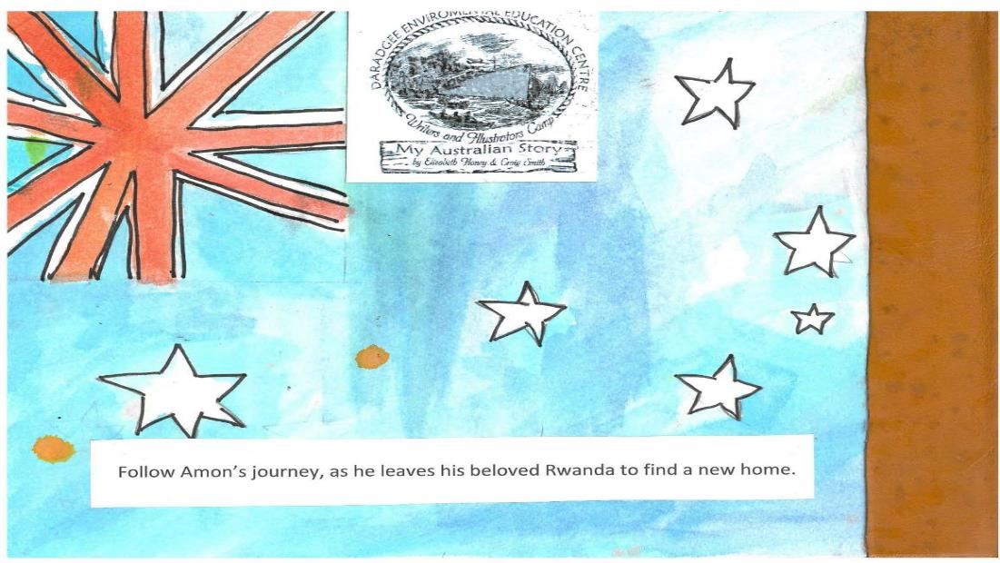 DARADGEE ENVIROMENTAL EDUCATION CENTRE
Writers and Illustrators Camp
My Australian Story
by Elizabeth Honey & Craig Smith
Follow Amon's journey, as he leaves his beloved Rwanda to find a new home.